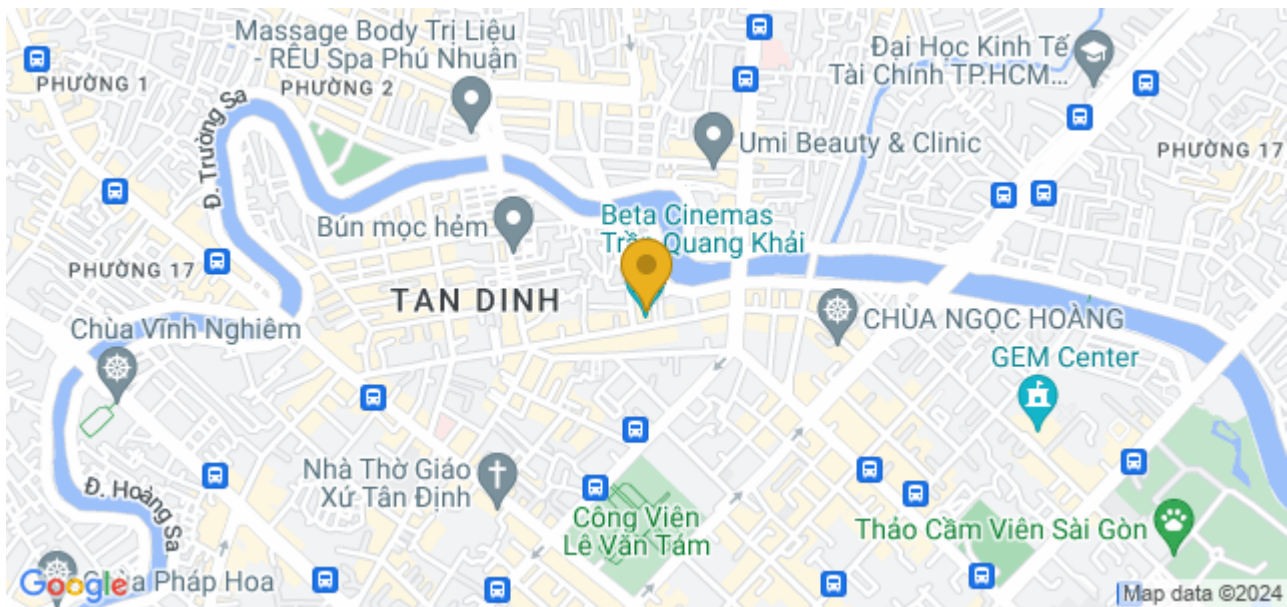 Massage Body Trị Liệu
- RÊU Spa Phú Nhuận
Đại Học Kinh Tế
Tài Chính TP.HCM...
PHƯỜNG 1
PHƯỜNG 2
Đ. Trường Sa
Umi Beauty & Clinic
PHƯỜNG 17
Bún mọc hẻm
Beta Cinemas
Trần Quang Khải
PHƯỜNG 17
TAN DINH
Chùa Vĩnh Nghiêm
CHÙA NGỌC HOÀNG
GEM Center
Nhà Thờ Giáo
Xứ Tân Định
Đ. Hoàng Sa
Công Viên
Lê Văn Tám
Thảo Cầm Viên Sài Gòn
Chùa Pháp Hoa
Google
Map data ©2024